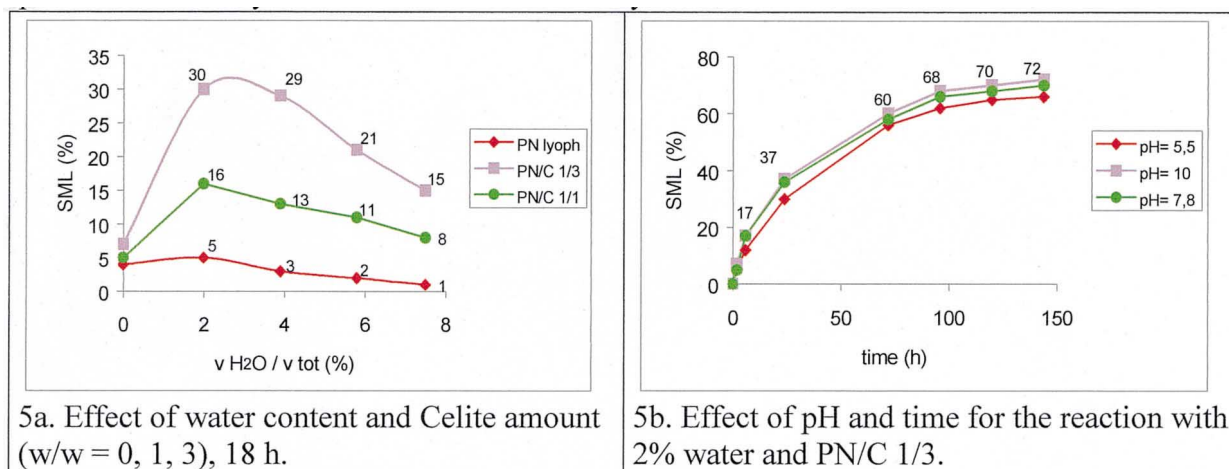 35
30
25
20
15
10
5
0
SML (%)
30
29
21
15
16
13
11
8
5
3
2
1
0 2 4 6 8
v H2O / v tot (%)
PN lyoph
PN/C 1/3
PN/C 1/1
5a. Effect of water content and Celite amount
(w/w = 0, 1, 3), 18 h.
80
60
40
20
0
SML (%)
17
37
60
68
70
72
0 50 100 150
time (h)
pH= 5,5
pH= 10
pH= 7,8
5b. Effect of pH and time for the reaction with
2% water and PN/C 1/3.